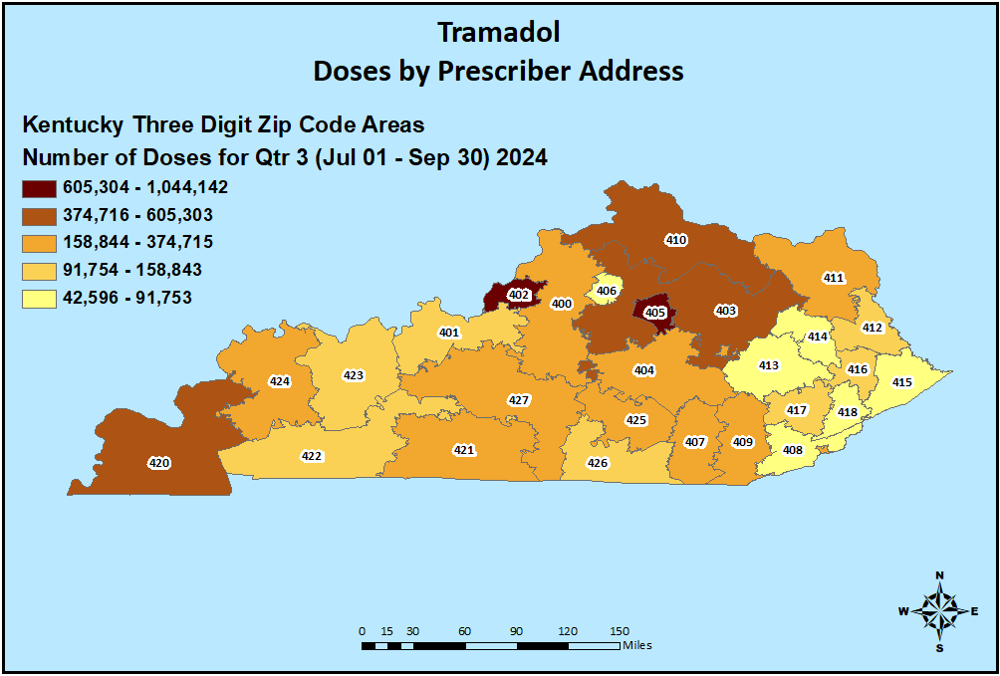 Tramadol
Doses by Prescriber Address
Kentucky Three Digit Zip Code Areas
Number of Doses for Qtr 3 (Jul 01 - Sep 30) 2024
605,304 - 1,044,142
374,716 - 605,303
158,844 - 374,715
91,754 - 158,843
42,596 - 91,753
410
411
402
406
400
405
403
401
412
414
424
423
404
413
416
415
427
425
417
418
407
409
420
422
421
426
408
N
W
E
S
0 15 30 60 90 120 150
Miles